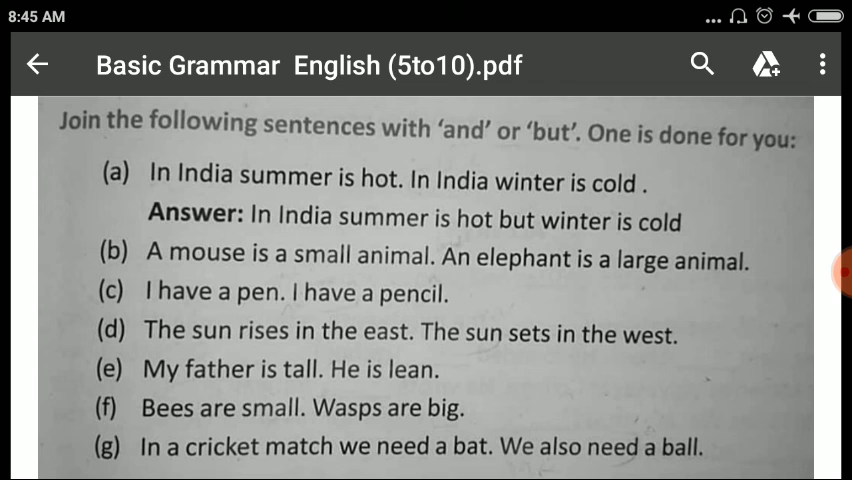 8:45 AM
Basic Grammar English (5to10).pdf
Join the following sentences with ‘and’ or ‘but’. One is done for you:
(a) In India summer is hot. In India winter is cold .
Answer: In India summer is hot but winter is cold
(b) A mouse is a small animal. An elephant is a large animal.
(c) I have a pen. I have a pencil.
(d) The sun rises in the east. The sun sets in the west.
(e) My father is tall. He is lean.
(f) Bees are small. Wasps are big.
(g) In a cricket match we need a bat. We also need a ball.